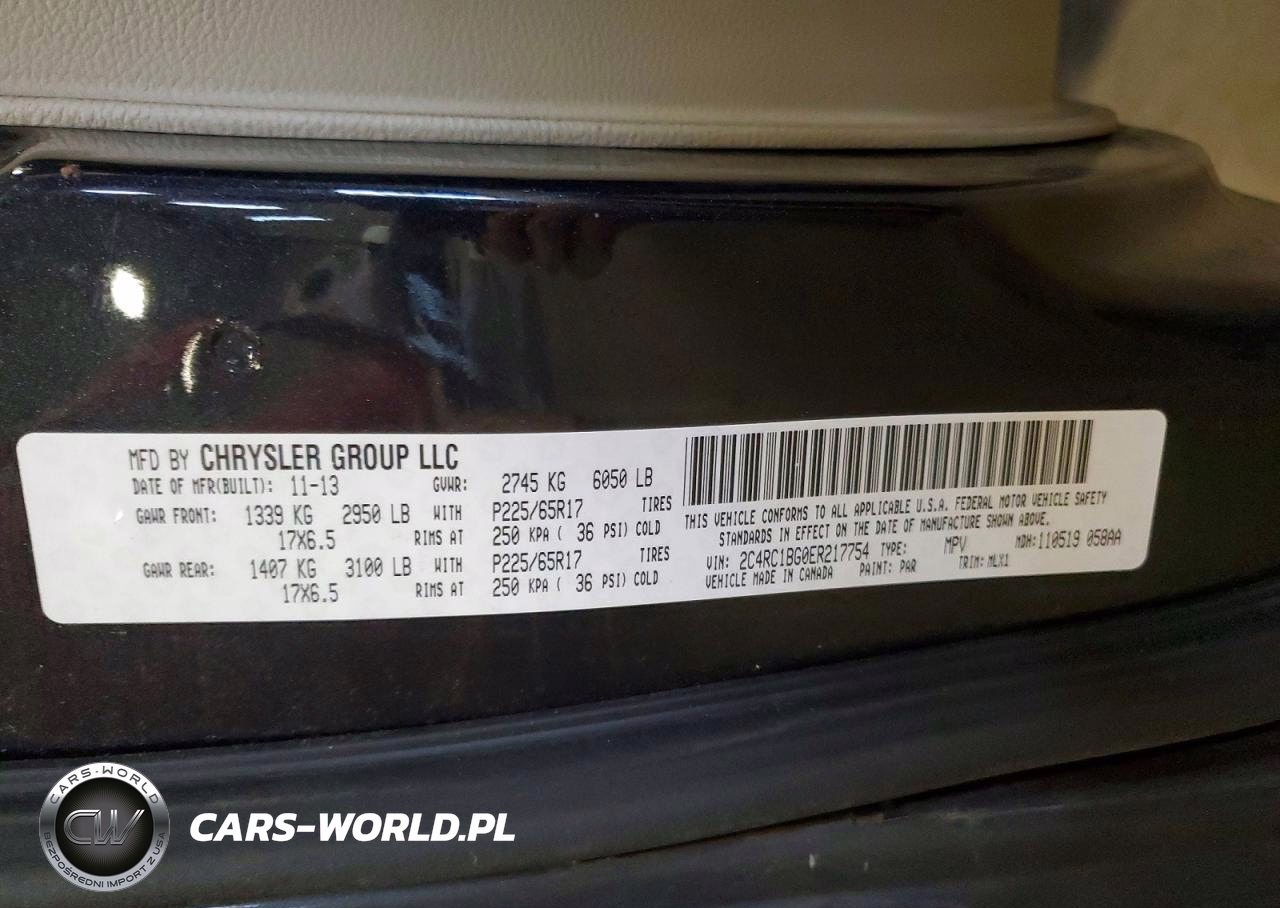 MFD BY CHRYSLER GROUP LLC
DATE OF MFR(BUILT): 11-13 GVWR: 2745 KG 6050 LB
GAWR FRONT: 1339 KG 2950 LB WITH P225/65R17 TIRES
17X6.5 RIMS AT 250 KPA ( 36 PSI) COLD
GAWR REAR: 1407 KG 3100 LB WITH P225/65R17 TIRES
17X6.5 RIMS AT 250 KPA ( 36 PSI) COLD
THIS VEHICLE CONFORMS TO ALL APPLICABLE U.S.A. FEDERAL MOTOR VEHICLE SAFETY
STANDARDS IN EFFECT ON THE DATE OF MANUFACTURE SHOWN ABOVE.
VIN: 2C4RC1BG0ER217754 TYPE: MPV MDH:110519 058AA
VEHICLE MADE IN CANADA PAINT: PAR TRIM: MLX1
CARS-WORLD
CW
BEZPOŚREDNI IMPORT Z USA
CARS-WORLD.PL